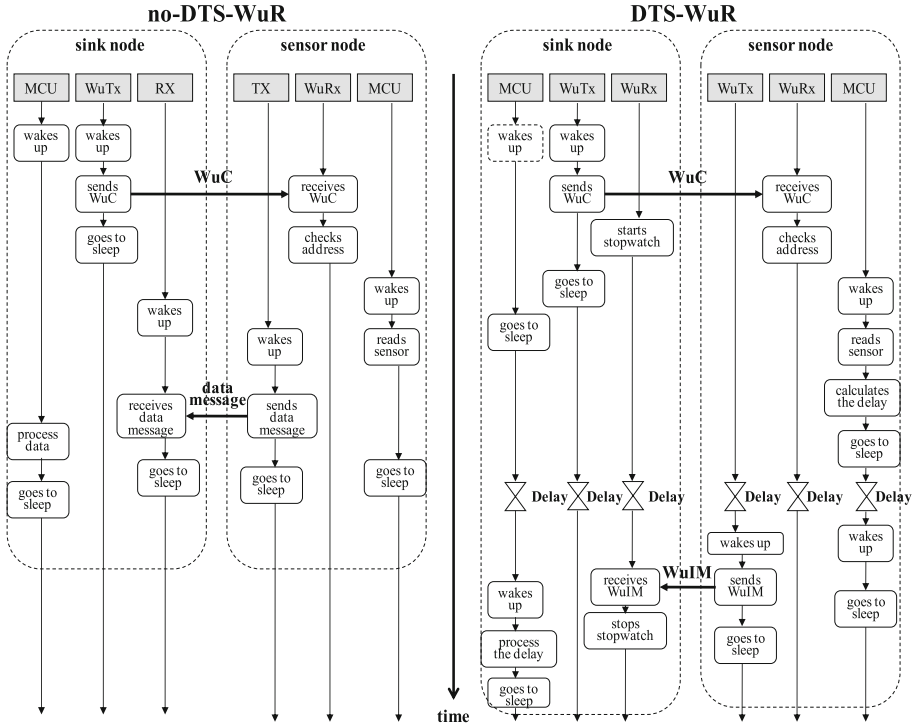 no-DTS-WuR
DTS-WuR
sink node
sensor node
sink node
sensor node
MCU
WuTx
RX
TX
WuRx
MCU
MCU
WuTx
WuRx
WuTx
WuRx
MCU
wakes
up
wakes
up
wakes
up
wakes
up
WuC
WuC
sends
WuC
receives
WuC
sends
WuC
receives
WuC
goes to
sleep
checks
address
starts
stopwatch
checks
address
goes to
sleep
wakes
up
wakes
up
wakes
up
goes to
sleep
wakes
up
reads
sensor
reads
sensor
data
message
calculates
the delay
receives
data
message
sends
data
message
process
data
goes to
sleep
goes to
sleep
goes to
sleep
goes to
sleep
goes to
sleep
Delay
Delay
Delay
Delay
Delay
Delay
wakes up
wakes
up
WuIM
receives
WuIM
sends
WuIM
wakes
up
goes to
sleep
stops
stopwatch
goes to
sleep
process
the delay
goes to
sleep
time